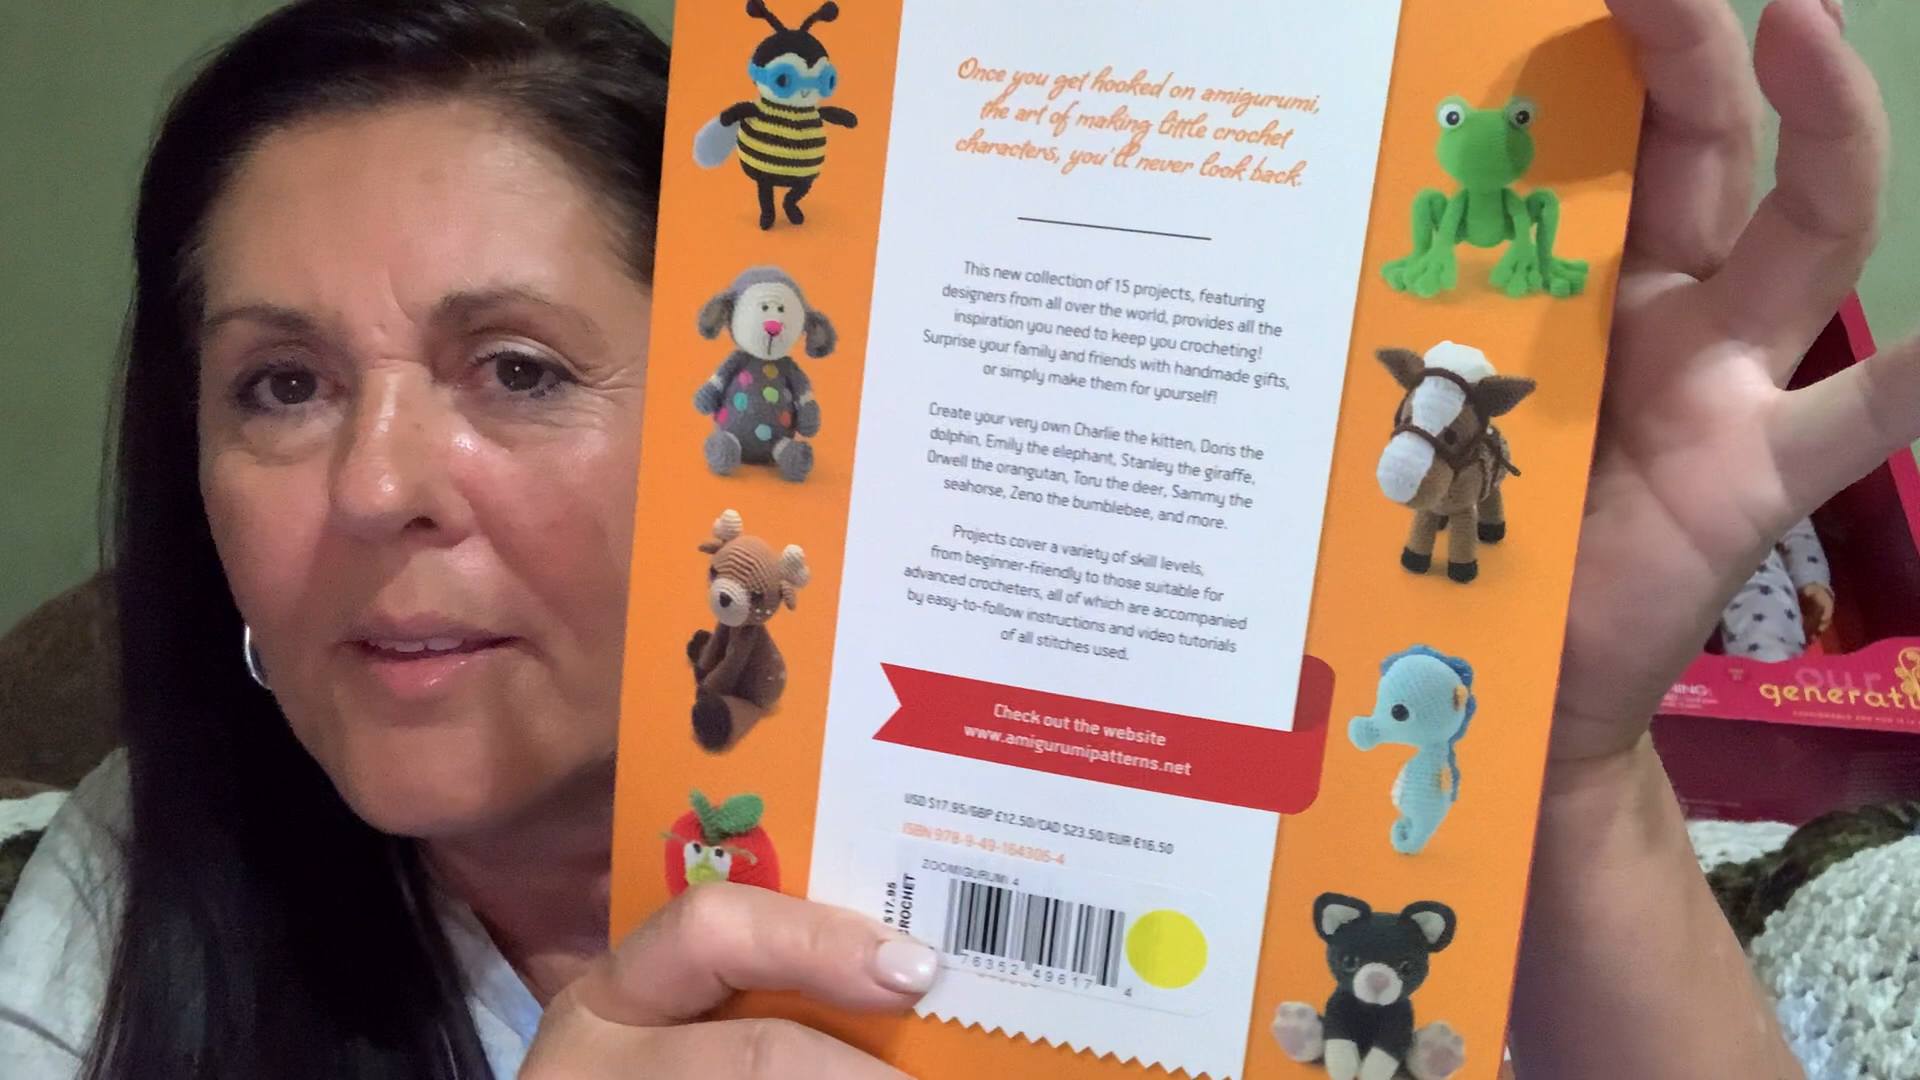 Once you get hooked on amigurumi,
the art of making little crochet
characters, you'll never look back.
This new collection of 15 projects, featuring
designers from all over the world, provides all the
inspiration you need to keep you crocheting!
Surprise your family and friends with handmade gifts,
or simply make them for yourself!
Create your very own Charlie the kitten, Doris the
dolphin, Emily the elephant, Stanley the giraffe,
Orwell the orangutan, Toru the deer, Sammy the
seahorse, Zeno the bumblebee, and more.
Projects cover a variety of skill levels,
from beginner-friendly to those suitable for
advanced crocheters, all of which are accompanied
by easy-to-follow instructions and video tutorials
of all stitches used.
Check out the website
www.amigurumipatterns.net
USD $17.95/GBP £12.50/CAD $23.50/EUR €16.50
ISBN 978-9-49-164306-4
ZOOMIGURUMI 4
$17.95
CROCHET
76352 49617 4
our
generat